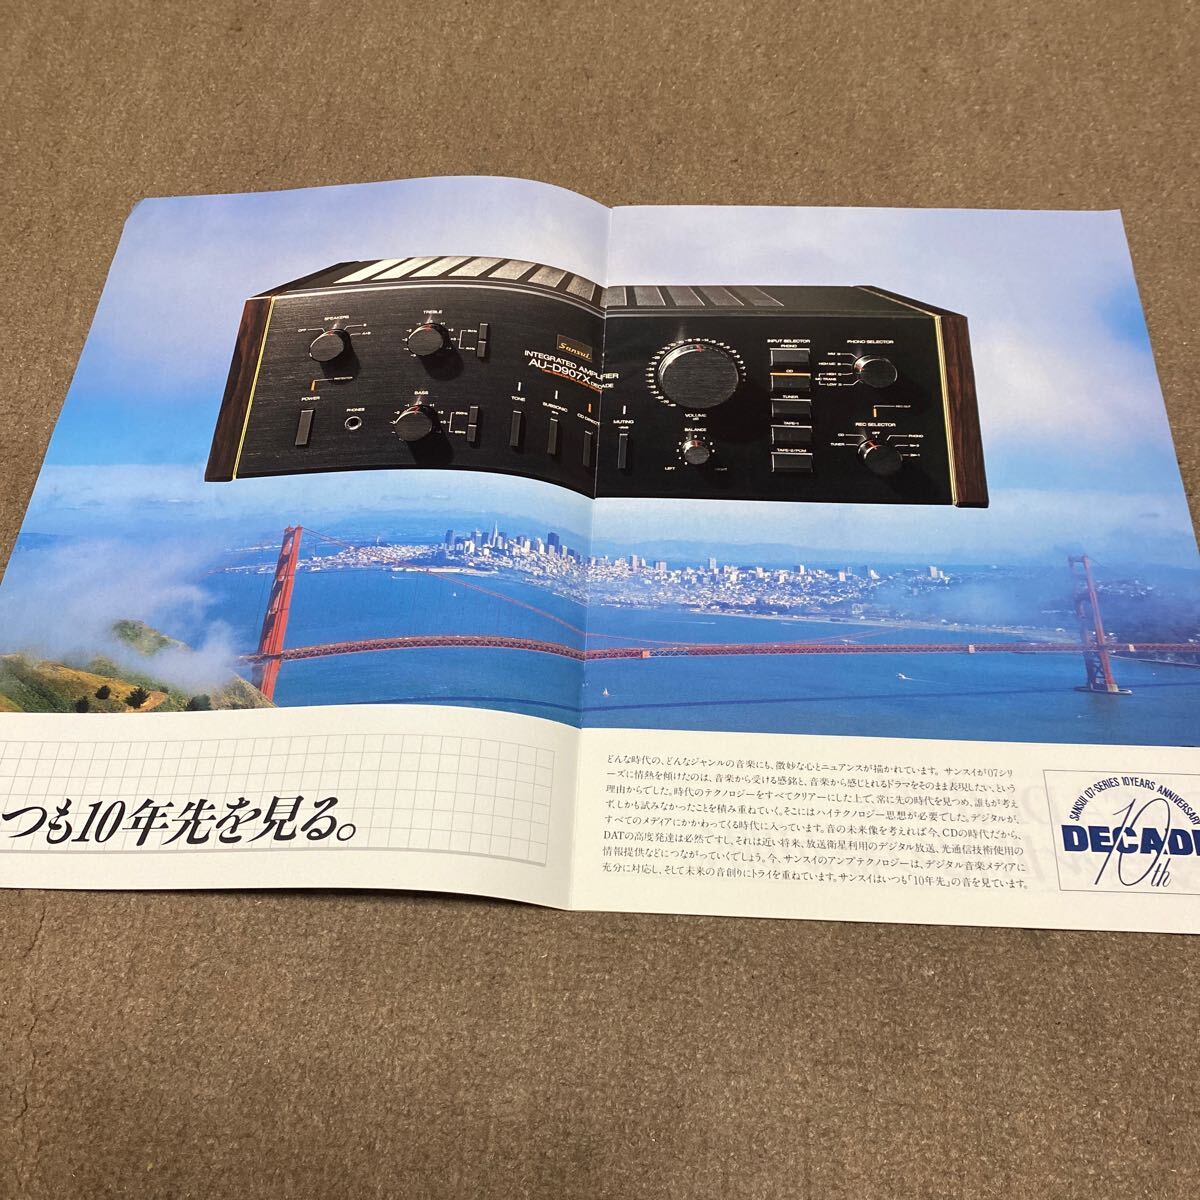 SPEAKERS
OFF
A+B
TREBLE
Sansui
INTEGRATED AMPLIFIER
AU-D907X DECADE
POWER
PHONES
BASS
TONE
SUBSONIC
CD DIRECT
MUTING
VOLUME
BALANCE
LEFT
RIGHT
INPUT SELECTOR
PHONO
CD
TUNER
TAPE-1
TAPE-2/PCM
PHONO SELECTOR
REC OUT
REC SELECTOR
CD
OFF
PHONO
TUNER
つも10年先を見る。
どんな時代の、どんなジャンルの音楽にも、微妙な心とニュアンスが描かれています。サンスイが07シリ
ーズに情熱を傾けたのは、音楽から受ける感銘と、音楽から感じとれるドラマをそのまま表現したい、という
理由からでした。時代のテクノロジーをすべてクリアーにした上で、常に先の時代を見つめ、誰もが考え
ず、しかも試みなかったことを積み重ねていく。そこにはハイテクノロジー思想が必要でした。デジタルが、
すべてのメディアにかかわってくる時代に入っています。音の未来像を考えれば今、CDの時代だから、
DATの高度発達は必然ですし、それは近い将来、放送衛星利用のデジタル放送、光通信技術使用の
情報提供などにつながっていくでしょう。今、サンスイのアンプテクノロジーは、デジタル音楽メディアに
充分に対応し、そして未来の音創りにトライを重ねています。サンスイはいつも「10年先」の音を見ています。
SANSUI 07-SERIES 10YEARS ANNIVERSARY
DECADE
10th